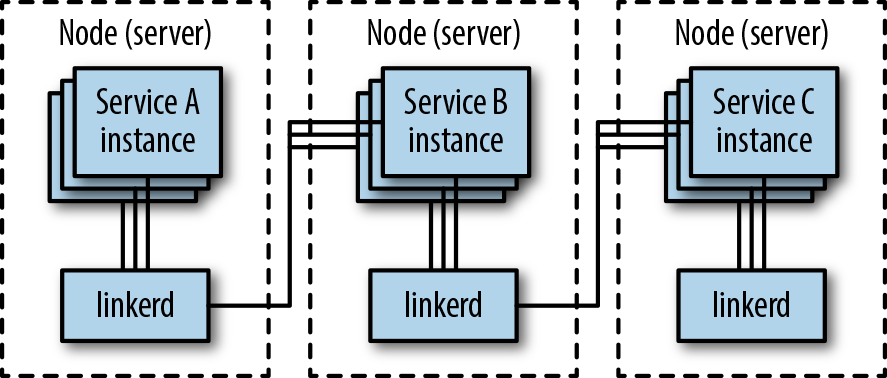 Node (server)
Service A
instance
linkerd
Node (server)
Service B
instance
linkerd
Node (server)
Service C
instance
linkerd